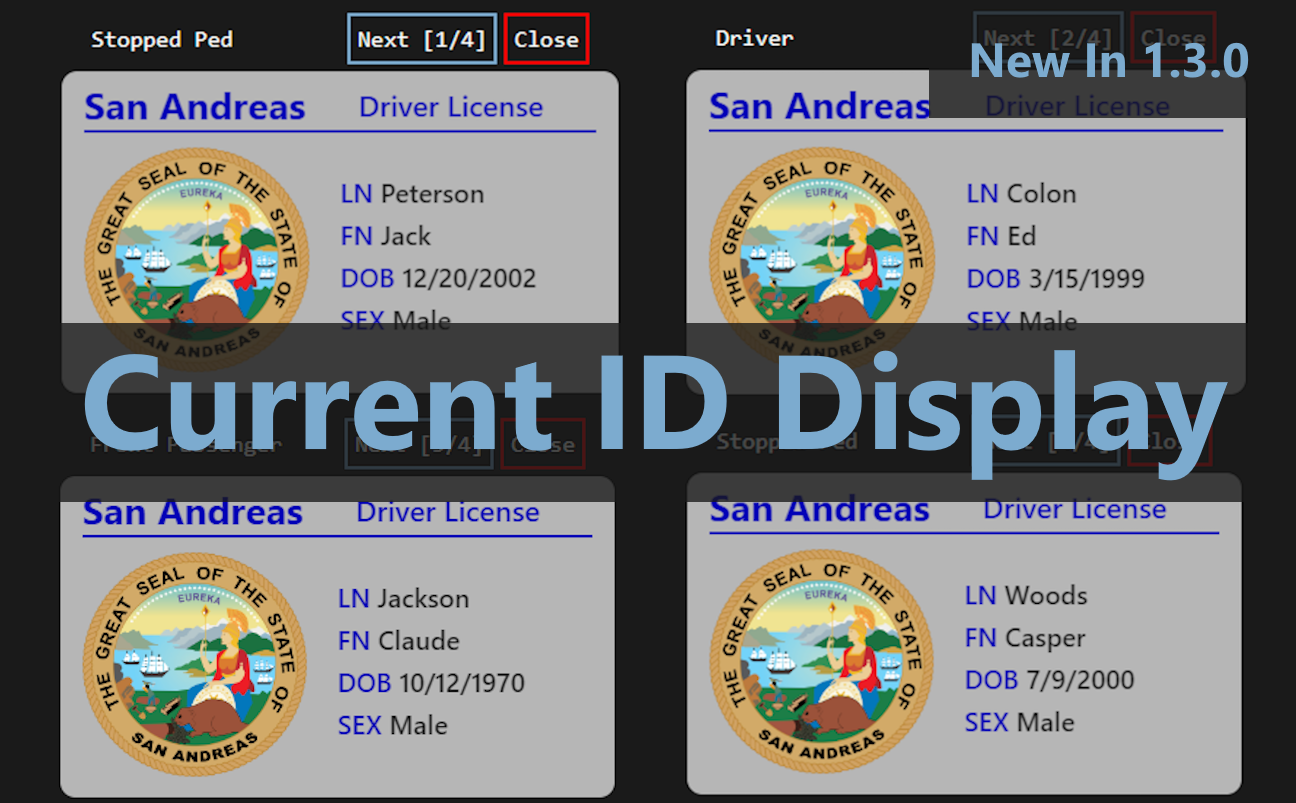 Stopped Ped Next [1/4] Close
San Andreas Driver License
THE GREAT SEAL OF THE STATE OF SAN ANDREAS
EUREKA
LN Peterson
FN Jack
DOB 12/20/2002
SEX Male
Driver Next [2/4] Close
New In 1.3.0
San Andreas Driver License
THE GREAT SEAL OF THE STATE OF SAN ANDREAS
EUREKA
LN Colon
FN Ed
DOB 3/15/1999
SEX Male
Current ID Display
Front Passenger Next [3/4] Close
San Andreas Driver License
THE GREAT SEAL OF THE STATE OF SAN ANDREAS
EUREKA
LN Jackson
FN Claude
DOB 10/12/1970
SEX Male
Stopped Ped Close
San Andreas Driver License
THE GREAT SEAL OF THE STATE OF SAN ANDREAS
EUREKA
LN Woods
FN Casper
DOB 7/9/2000
SEX Male